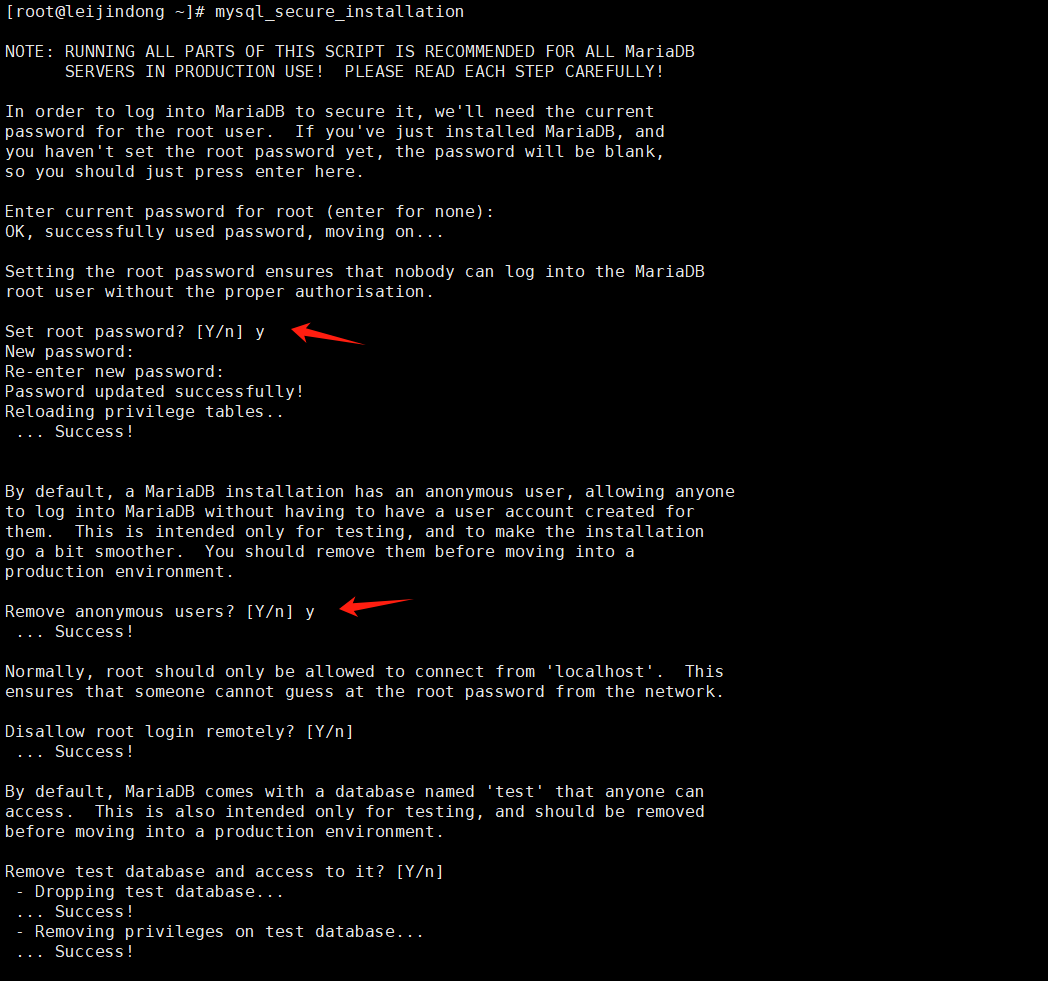 [root@leijindong ~]# mysql_secure_installation
NOTE: RUNNING ALL PARTS OF THIS SCRIPT IS RECOMMENDED FOR ALL MariaDB
      SERVERS IN PRODUCTION USE!  PLEASE READ EACH STEP CAREFULLY!
In order to log into MariaDB to secure it, we'll need the current
password for the root user.  If you've just installed MariaDB, and
you haven't set the root password yet, the password will be blank,
so you should just press enter here.
Enter current password for root (enter for none):
OK, successfully used password, moving on...
Setting the root password ensures that nobody can log into the MariaDB
root user without the proper authorisation.
Set root password? [Y/n] y
New password:
Re-enter new password:
Password updated successfully!
Reloading privilege tables..
 ... Success!
By default, a MariaDB installation has an anonymous user, allowing anyone
to log into MariaDB without having to have a user account created for
them.  This is intended only for testing, and to make the installation
go a bit smoother.  You should remove them before moving into a
production environment.
Remove anonymous users? [Y/n] y
 ... Success!
Normally, root should only be allowed to connect from 'localhost'.  This
ensures that someone cannot guess at the root password from the network.
Disallow root login remotely? [Y/n]
 ... Success!
By default, MariaDB comes with a database named 'test' that anyone can
access.  This is also intended only for testing, and should be removed
before moving into a production environment.
Remove test database and access to it? [Y/n]
 - Dropping test database...
 ... Success!
 - Removing privileges on test database...
 ... Success!